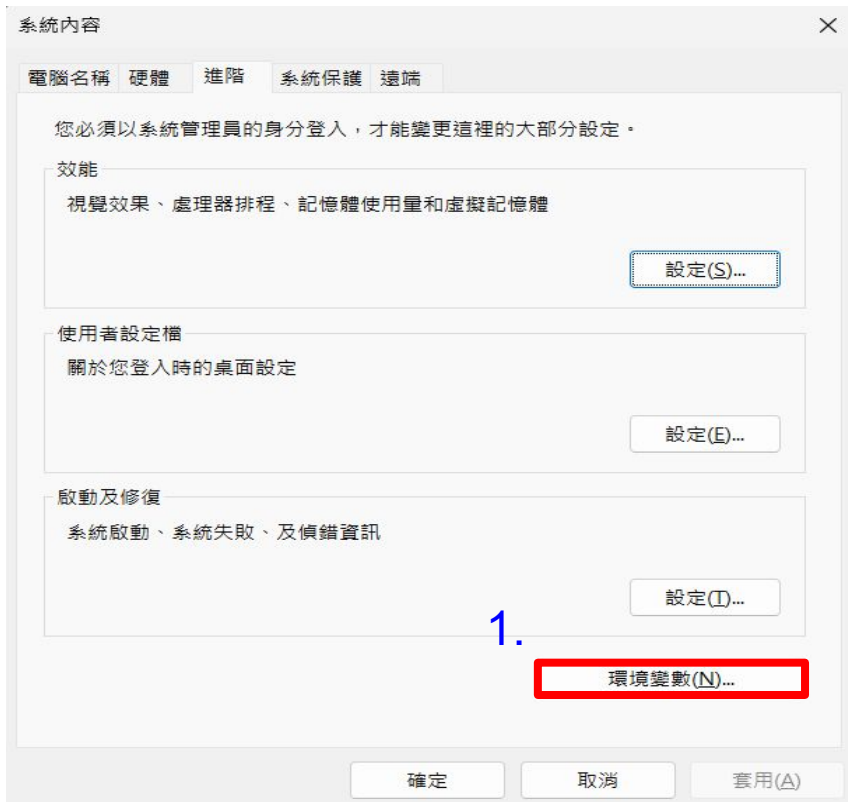 系統內容
電腦名稱 硬體 進階 系統保護 遠端
您必須以系統管理員的身分登入，才能變更這裡的大部分設定。
效能
視覺效果、處理器排程、記憶體使用量和虛擬記憶體
設定(S)...
使用者設定檔
關於您登入時的桌面設定
設定(E)...
啟動及修復
系統啟動、系統失敗、及偵錯資訊
設定(T)...
1.
環境變數(N)...
確定 取消 套用(A)